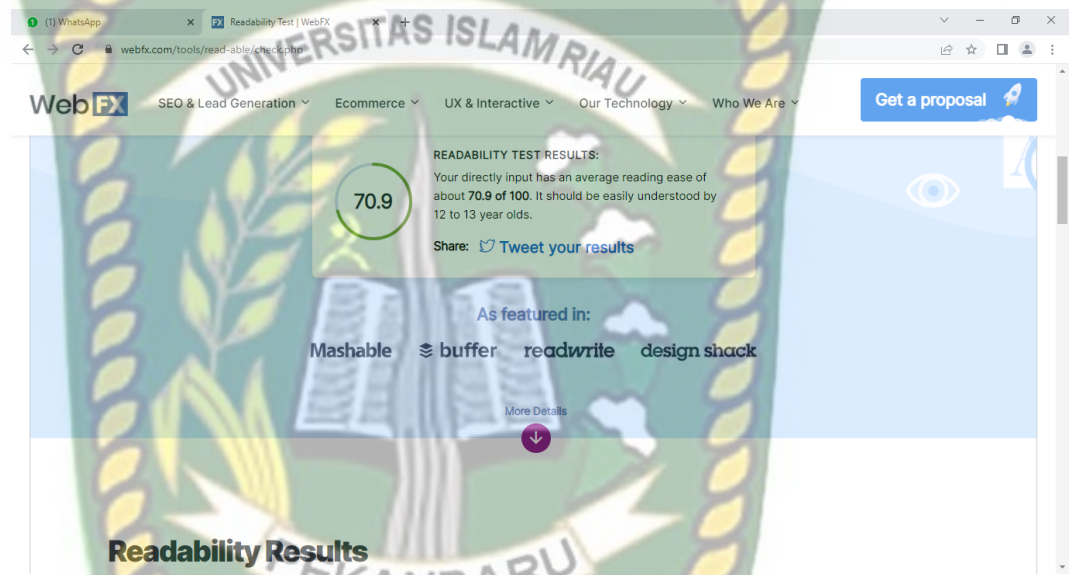 (1) WhatsApp
Readability Test | WebFX
webfx.com/tools/read-able/check.php
UNIVERSITAS ISLAM RIAU
WebFX
SEO & Lead Generation
Ecommerce
UX & Interactive
Our Technology
Who We Are
Get a proposal
70.9
READABILITY TEST RESULTS:
Your directly input has an average reading ease of
about 70.9 of 100. It should be easily understood by
12 to 13 year olds.
Share: Tweet your results
As featured in:
Mashable buffer readwrite design shack
More Details
Readability Results
PEKANBARU